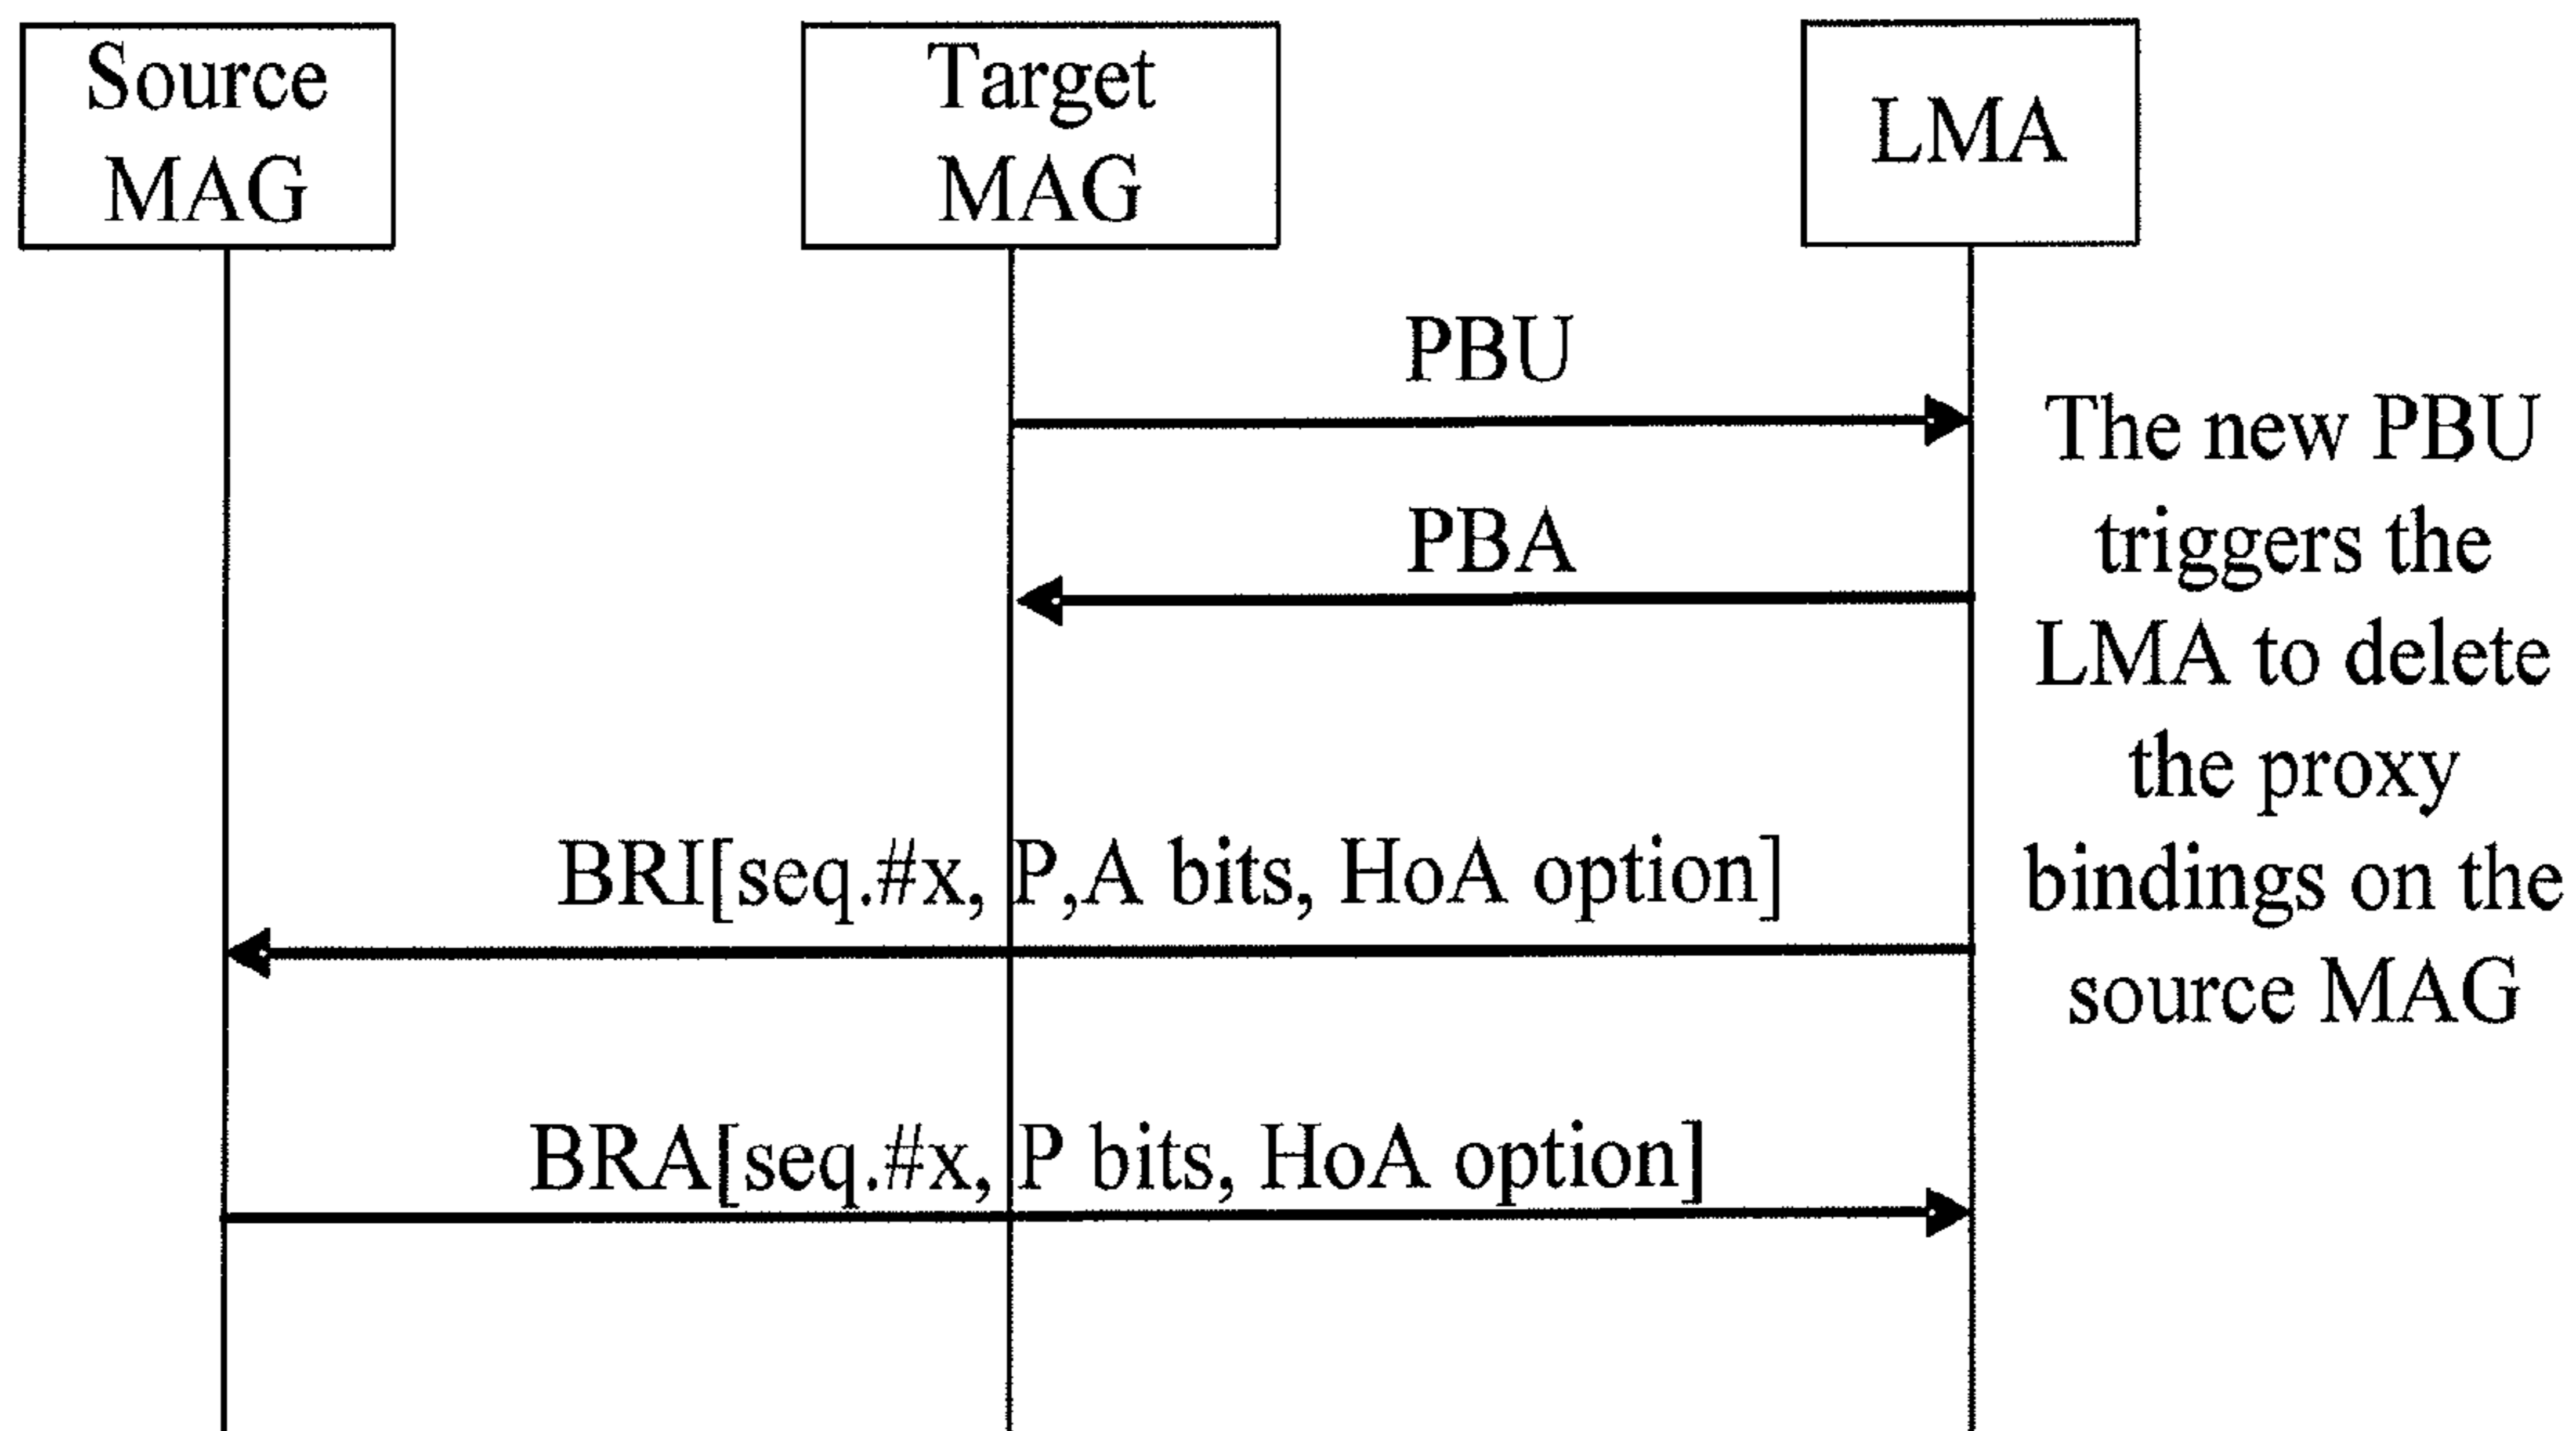 Source
MAG
Target
MAG
LMA
PBU
PBA
The new PBU
triggers the
LMA to delete
the proxy
bindings on the
source MAG
BRI[seq.#x, P,A bits, HoA option]
BRA[seq.#x, P bits, HoA option]